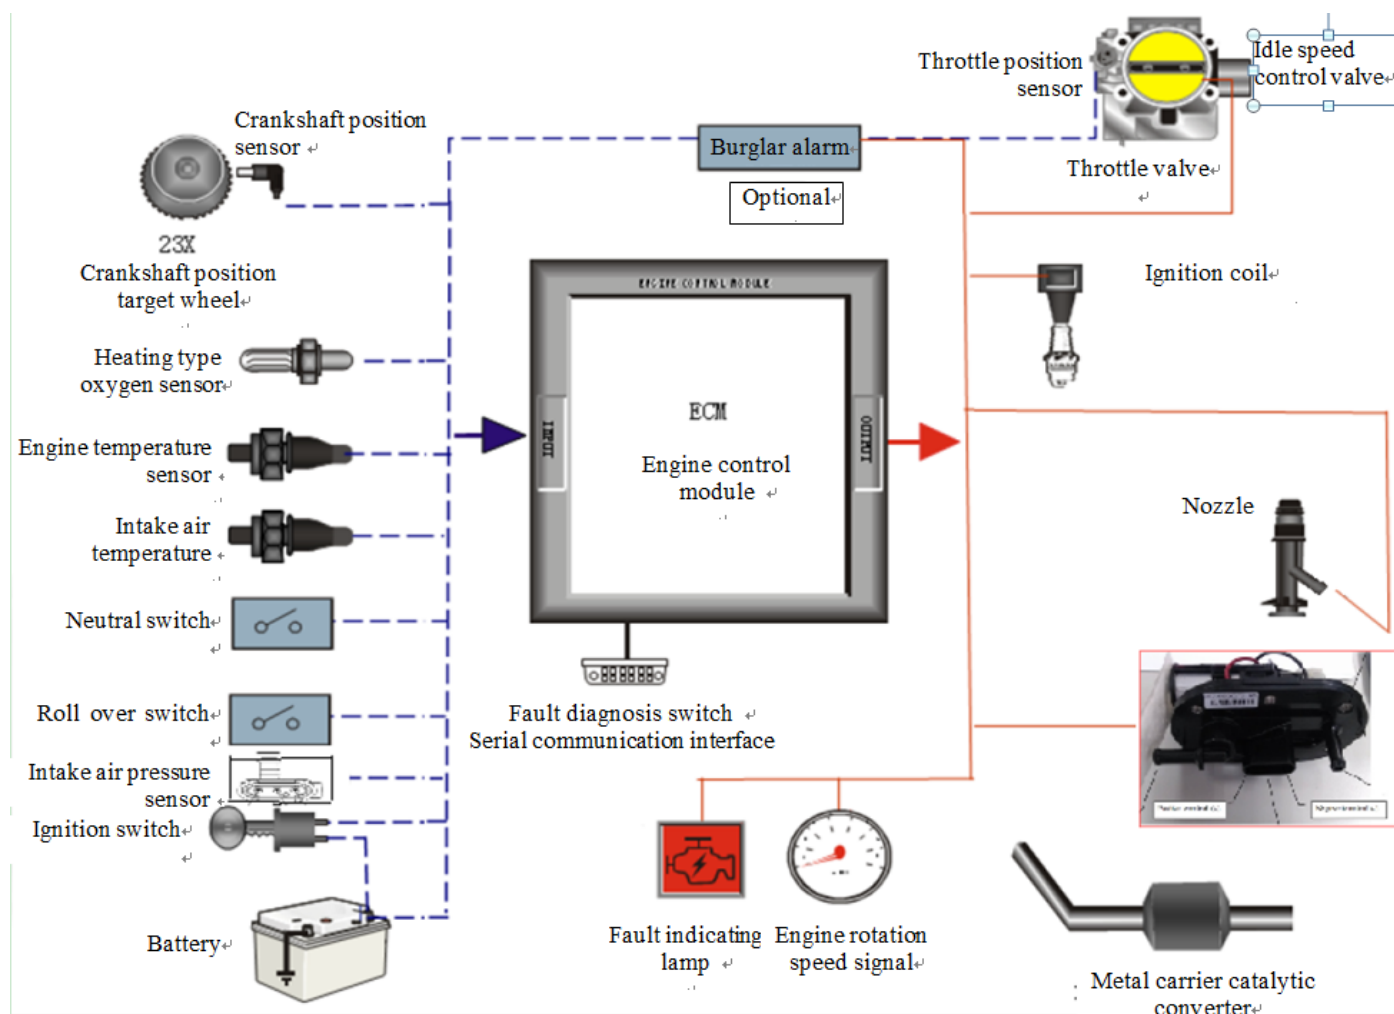 Throttle position
sensor
Idle speed
control valve
Crankshaft position
sensor
Burglar alarm
Optional
Throttle valve
23X
Crankshaft position
target wheel
ENGINE CONTROL MODULE
Ignition coil
Heating type
oxygen sensor
ECM
INPUT
OUTPUT
Engine control
module
Engine temperature
sensor
Nozzle
Intake air
temperature
Neutral switch
Roll over switch
Fault diagnosis switch
Serial communication interface
Intake air pressure
sensor
Ignition switch
Battery
Fault indicating
lamp
Engine rotation
speed signal
Metal carrier catalytic
converter